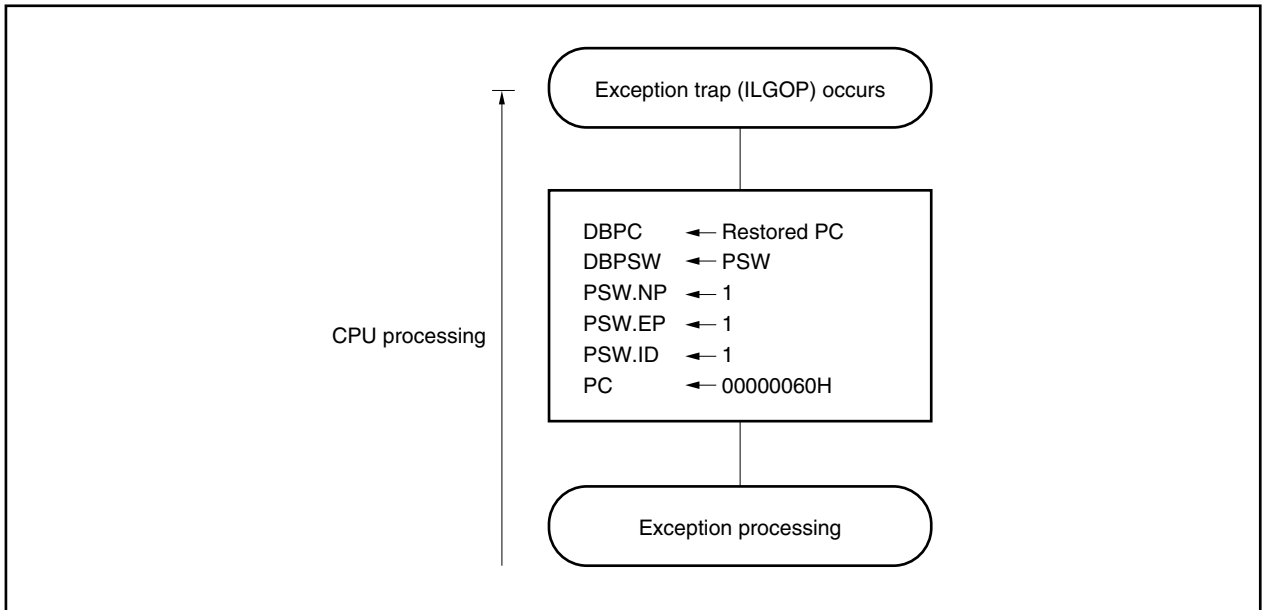 Exception trap (ILGOP) occurs
DBPC ← Restored PC
DBPSW ← PSW
PSW.NP ← 1
PSW.EP ← 1
PSW.ID ← 1
PC ← 00000060H
CPU processing
Exception processing